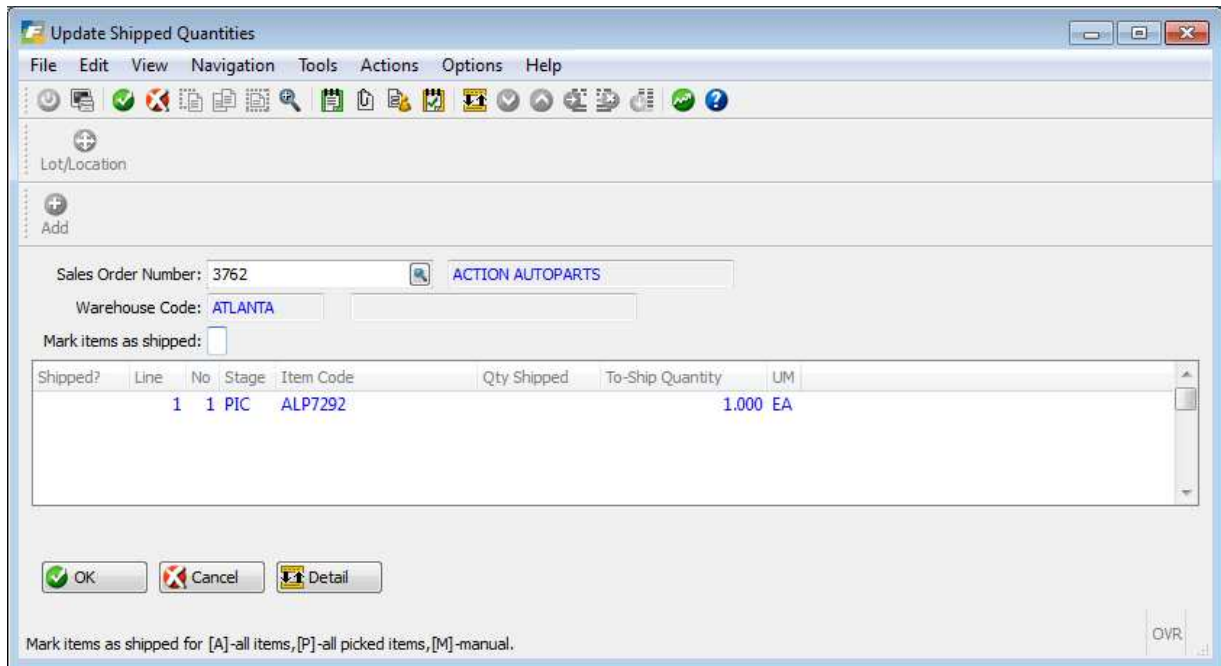 Update Shipped Quantities
File Edit View Navigation Tools Actions Options Help
Lot/Location
Add
Sales Order Number: 3762 ACTION AUTOPARTS
Warehouse Code: ATLANTA
Mark items as shipped:
Shipped? Line No Stage Item Code Qty Shipped To-Ship Quantity UM
1 1 PIC ALP7292 1.000 EA
OK Cancel Detail
Mark items as shipped for [A]-all items,[P]-all picked items,[M]-manual.
OVR